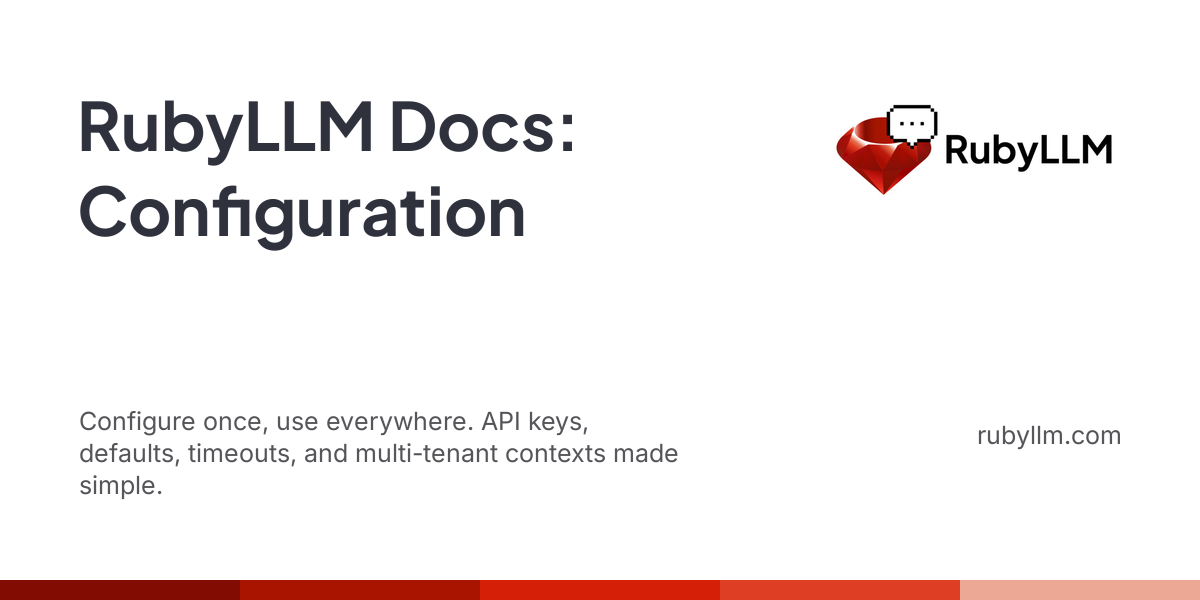 RubyLLM Docs:
Configuration
RubyLLM
Configure once, use everywhere. API keys,
defaults, timeouts, and multi-tenant contexts made
simple.
rubyllm.com